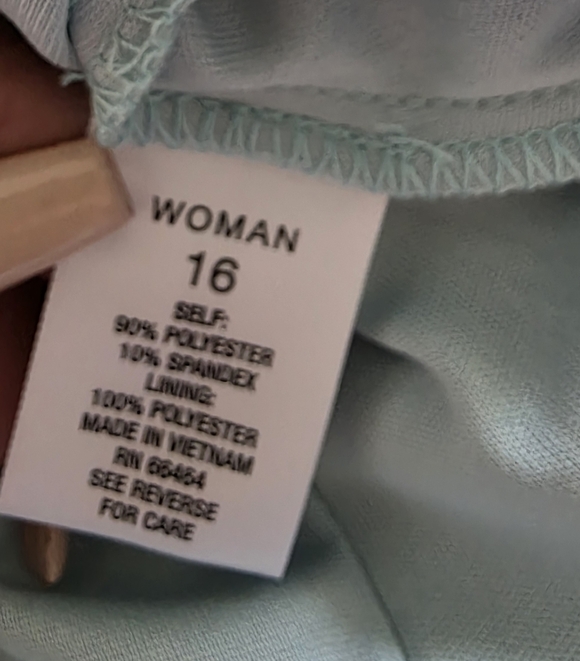 WOMAN
16
SELF:
90% POLYESTER
10% SPANDEX
LINING:
100% POLYESTER
MADE IN VIETNAM
RN 66464
SEE REVERSE
FOR CARE